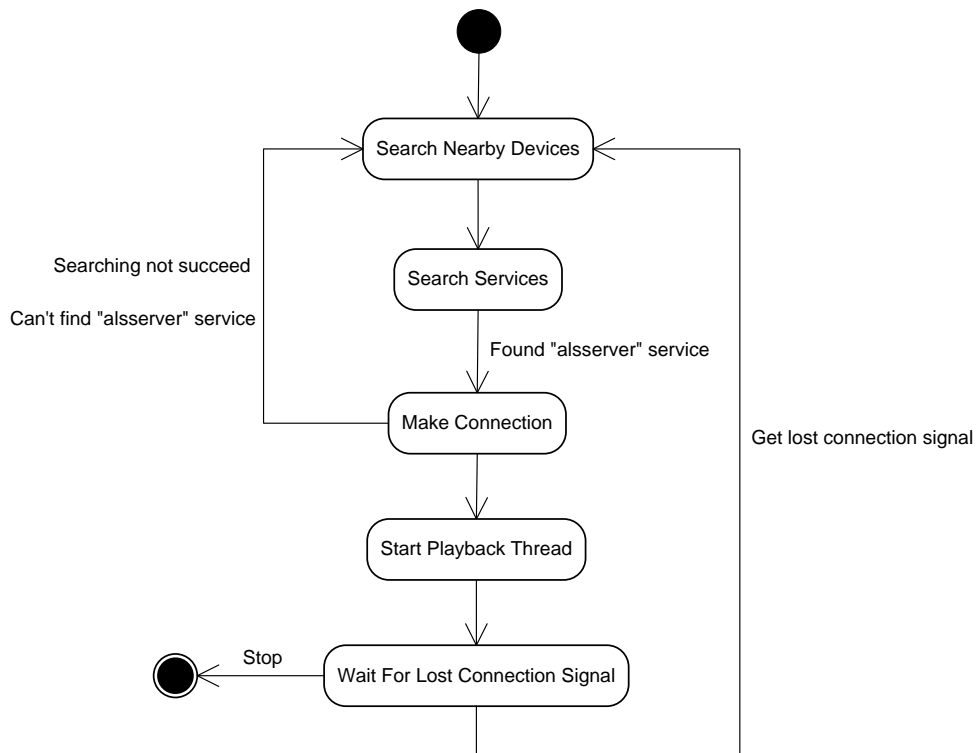 Search Nearby Devices
Searching not succeed
Search Services
Can't find "alsserver" service
Found "alsserver" service
Make Connection
Get lost connection signal
Start Playback Thread
Stop
Wait For Lost Connection Signal